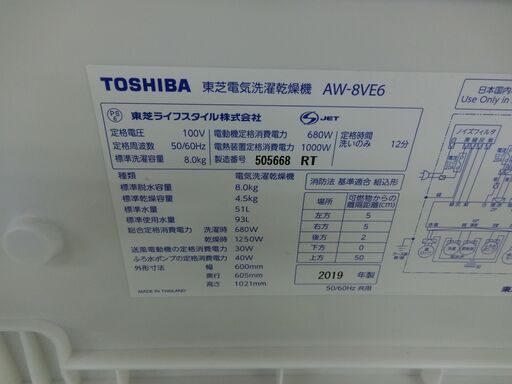 TOSHIBA 東芝電気洗濯乾燥機 AW-8VE6
PS E
東芝ライフスタイル株式会社
S-JET
定格電圧 100V
定格周波数 50/60Hz
標準洗濯容量 8.0kg
電動機定格消費電力 680W
電熱装置定格消費電力 1000W
製造番号 505668 RT
定格時間
洗いのみ 12分
種類 電気洗濯乾燥機
標準脱水容量 8.0kg
標準乾燥容量 4.5kg
標準水量 51L
標準使用水量 93L
総合定格消費電力 洗濯時 680W
乾燥時 1250W
送風電動機の定格消費電力 30W
ふろ水ポンプの定格消費電力 40W
外形寸法 幅 600mm
奥行 605mm
高さ 1021mm
MADE IN THAILAND
消防法 基準適合 組込形
場所 可燃物からの離隔距離(cm)
左方 5
右方 5
後方 2
下方 0
上方 50
2019 年製
50/60Hz 共用
日本国内
Use Only in
ノイズフィルタ
東